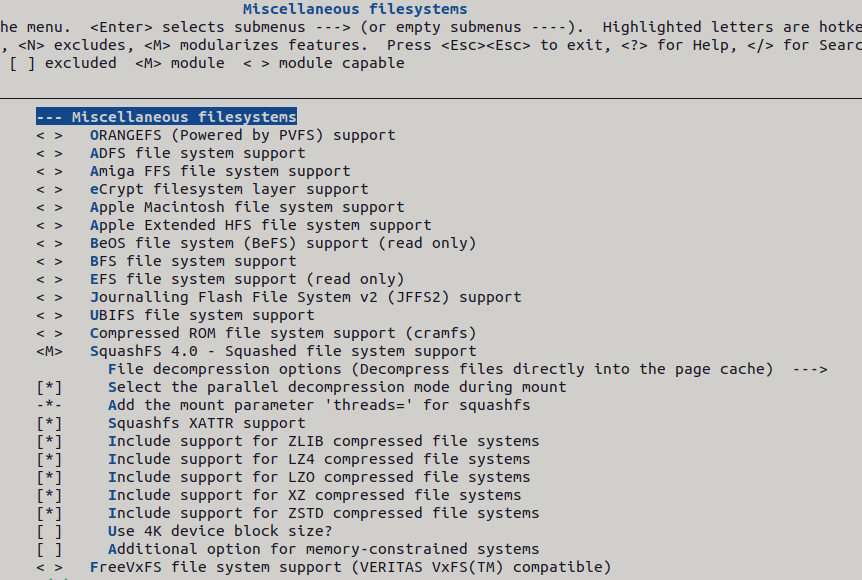 Miscellaneous filesystems
he menu.  <Enter> selects submenus ---> (or empty submenus ----).  Highlighted letters are hotke
, <N> excludes, <M> modularizes features.  Press <Esc><Esc> to exit, <?> for Help, </> for Searc
[ ] excluded  <M> module  < > module capable
--- Miscellaneous filesystems
< >   ORANGEFS (Powered by PVFS) support
< >   ADFS file system support
< >   Amiga FFS file system support
< >   eCrypt filesystem layer support
< >   Apple Macintosh file system support
< >   Apple Extended HFS file system support
< >   BeOS file system (BeFS) support (read only)
< >   BFS file system support
< >   EFS file system support (read only)
< >   Journalling Flash File System v2 (JFFS2) support
< >   UBIFS file system support
< >   Compressed ROM file system support (cramfs)
<M>   SquashFS 4.0 - Squashed file system support
        File decompression options (Decompress files directly into the page cache)  --->
[*]     Select the parallel decompression mode during mount
-*-     Add the mount parameter 'threads=' for squashfs
[*]     Squashfs XATTR support
[*]     Include support for ZLIB compressed file systems
[*]     Include support for LZ4 compressed file systems
[*]     Include support for LZO compressed file systems
[*]     Include support for XZ compressed file systems
[*]     Include support for ZSTD compressed file systems
[ ]     Use 4K device block size?
[ ]     Additional option for memory-constrained systems
< >   FreeVxFS file system support (VERITAS VxFS(TM) compatible)